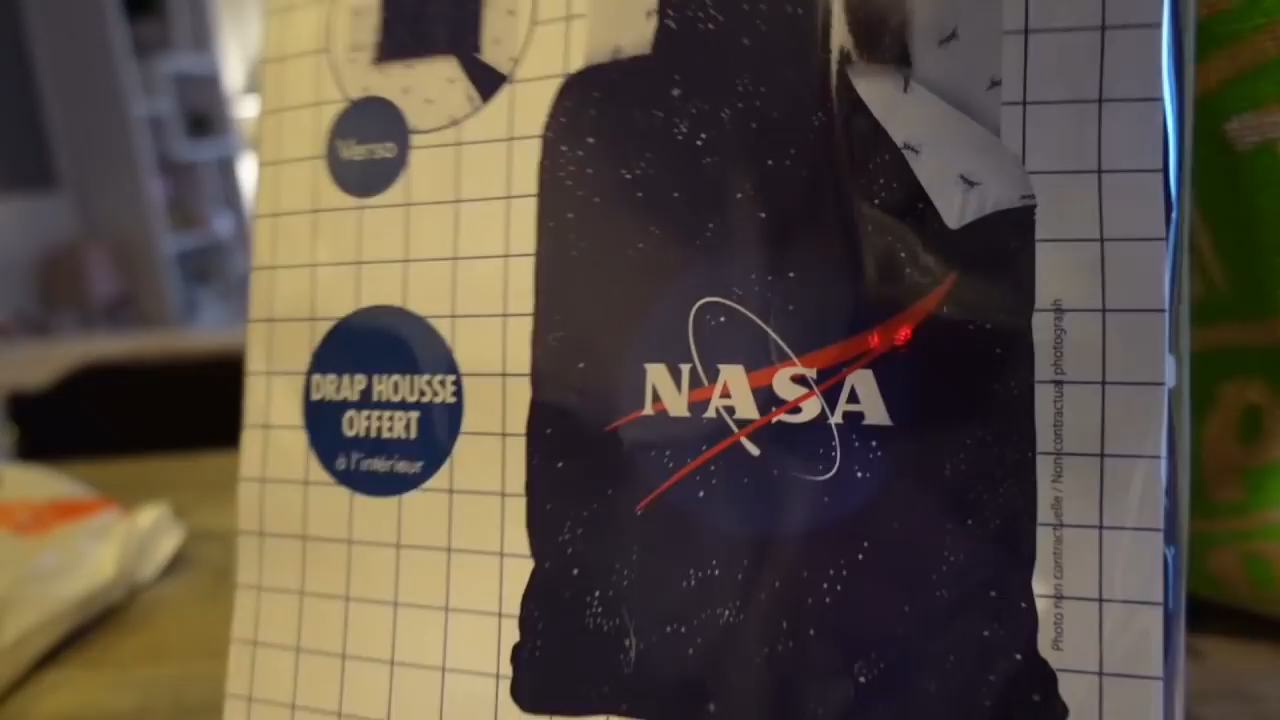 Verso
DRAP HOUSSE
OFFERT
à l'intérieur
NASA
Photo non contractuelle / Non-contractual photograph